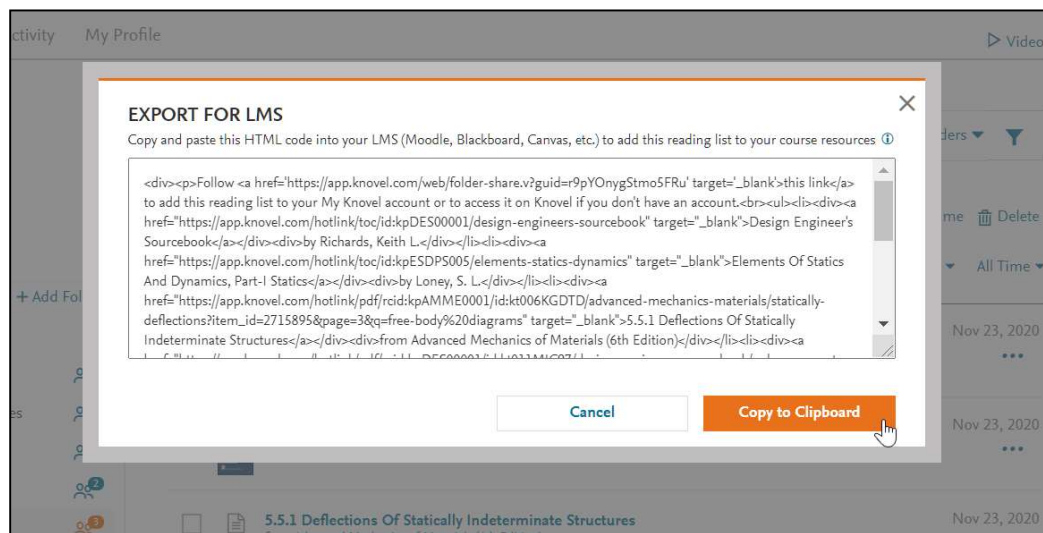 ctivity My Profile
Video
EXPORT FOR LMS
Copy and paste this HTML code into your LMS (Moodle, Blackboard, Canvas, etc.) to add this reading list to your course resources
ders
<div><p>Follow <a href='https://app.knovel.com/web/folder-share.v?guid=r9pYOnygStmo5FRu' target='_blank'>this link</a>
to add this reading list to your My Knovel account or to access it on Knovel if you don't have an account.<br><ul><li><div><a
href="https://app.knovel.com/hotlink/toc/id:kpDES00001/design-engineers-sourcebook" target="_blank">Design Engineer's
me Delete
Sourcebook</a></div><div>by Richards, Keith L.</div></li><li><div><a
href="https://app.knovel.com/hotlink/toc/id:kpESDPS005/elements-statics-dynamics" target="_blank">Elements Of Statics
All Time
And Dynamics, Part-I Statics</a></div><div>by Loney, S. L.</div></li><li><div><a
+ Add Fol
href="https://app.knovel.com/hotlink/pdf/rcid:kpAMME0001/id:kt006KGDTD/advanced-mechanics-materials/statically-
deflections?item_id=2715895&page=3&q=free-body%20diagrams" target="_blank">5.5.1 Deflections Of Statically
Indeterminate Structures</a></div><div>from Advanced Mechanics of Materials (6th Edition)</div></li><li><div><a
Nov 23, 2020
es
Cancel
Copy to Clipboard
Nov 23, 2020
2
3
5.5.1 Deflections Of Statically Indeterminate Structures
Nov 23, 2020